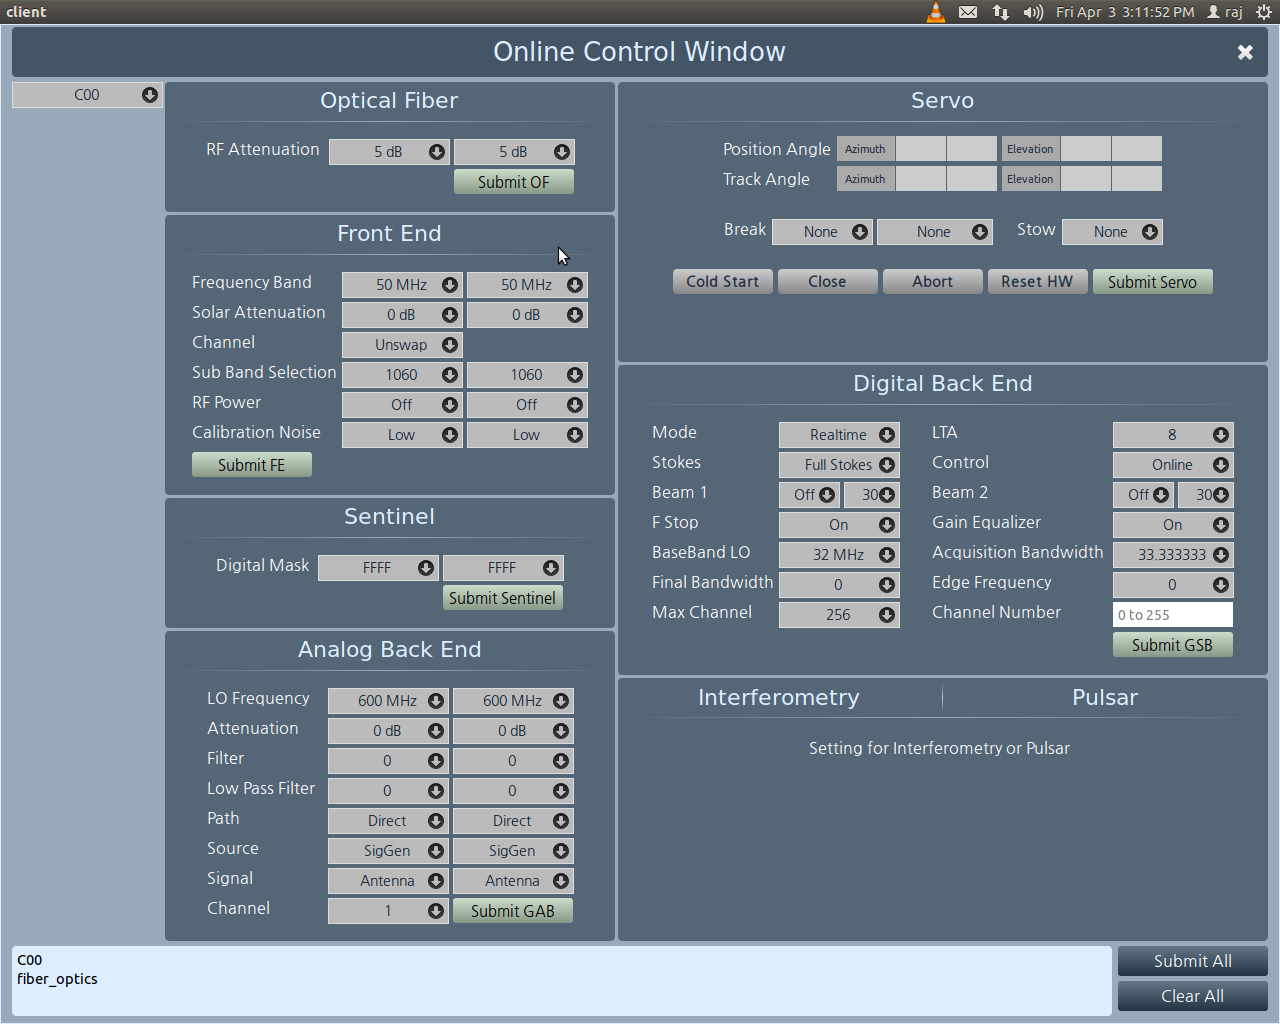 client
Fri Apr 3 3:11:52 PM raj
Online Control Window
C00
Optical Fiber
RF Attenuation 5 dB 5 dB
Submit OF
Front End
Frequency Band 50 MHz 50 MHz
Solar Attenuation 0 dB 0 dB
Channel Unswap
Sub Band Selection 1060 1060
RF Power Off Off
Calibration Noise Low Low
Submit FE
Sentinel
Digital Mask FFFF FFFF
Submit Sentinel
Analog Back End
LO Frequency 600 MHz 600 MHz
Attenuation 0 dB 0 dB
Filter 0 0
Low Pass Filter 0 0
Path Direct Direct
Source SigGen SigGen
Signal Antenna Antenna
Channel 1 Submit GAB
Servo
Position Angle Azimuth Elevation
Track Angle Azimuth Elevation
Break None None Stow None
Cold Start Close Abort Reset HW Submit Servo
Digital Back End
Mode Realtime LTA 8
Stokes Full Stokes Control Online
Beam 1 Off 30 Beam 2 Off 30
F Stop On Gain Equalizer On
BaseBand LO 32 MHz Acquisition Bandwidth 33.333333
Final Bandwidth 0 Edge Frequency 0
Max Channel 256 Channel Number 0 to 255
Submit GSB
Interferometry Pulsar
Setting for Interferometry or Pulsar
C00
fiber_optics
Submit All
Clear All